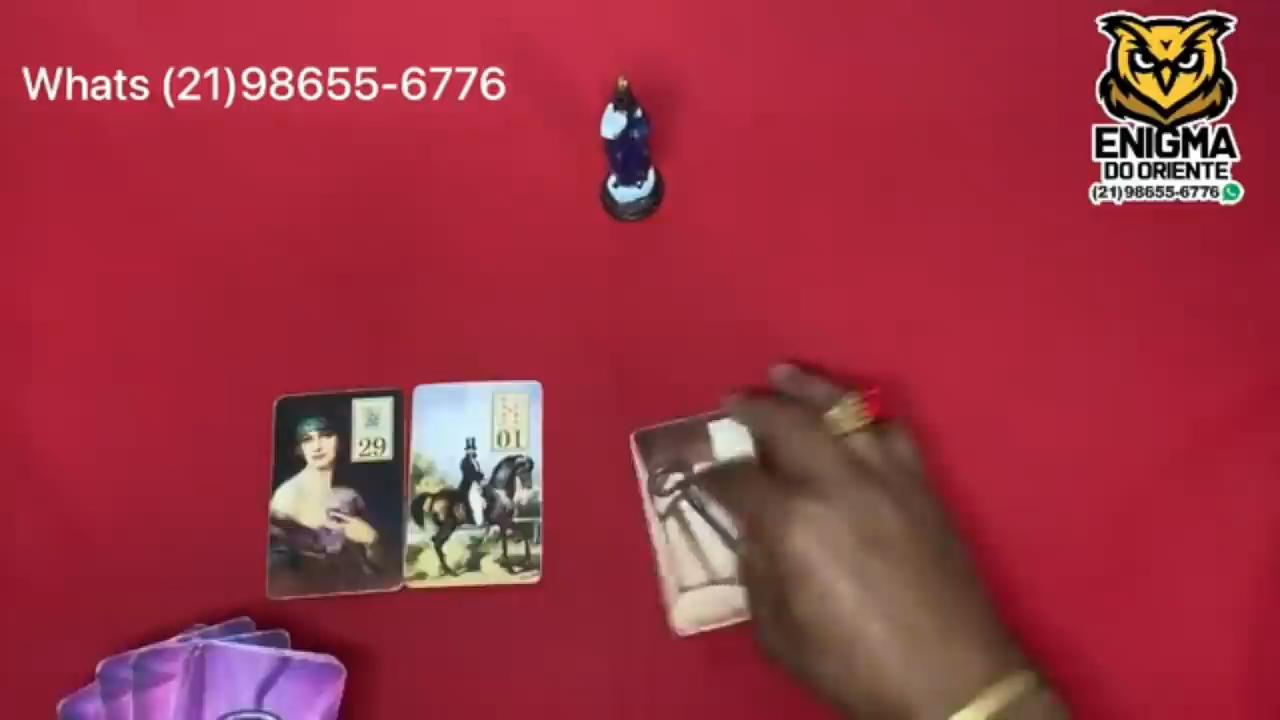 Whats (21)98655-6776
ENIGMA
DO ORIENTE
(21)98655-6776
29
01